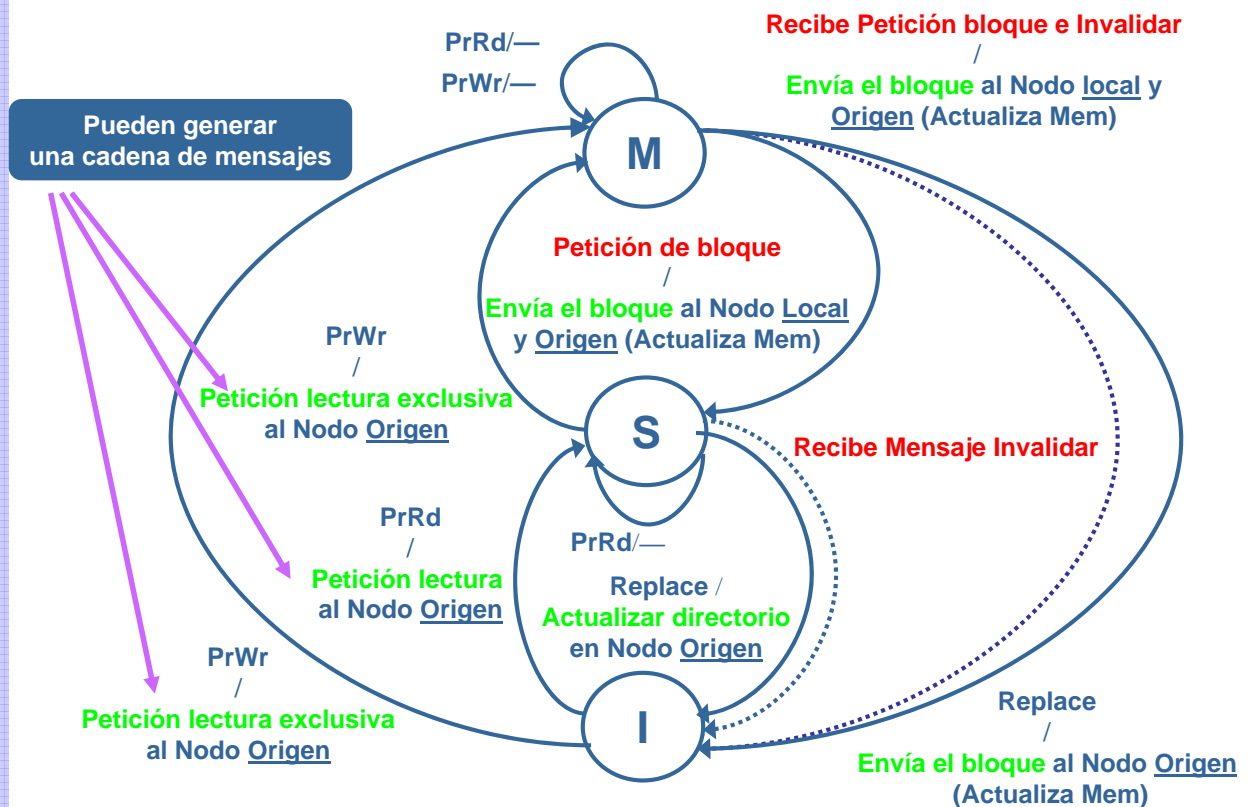 PrRd/—
PrWr/—
Recibe Petición bloque e Invalidar
/
Envía el bloque al Nodo local y
Origen (Actualiza Mem)
Pueden generar
una cadena de mensajes
M
Petición de bloque
/
Envía el bloque al Nodo Local
y Origen (Actualiza Mem)
PrWr
/
Petición lectura exclusiva
al Nodo Origen
S
Recibe Mensaje Invalidar
PrRd
/
Petición lectura
al Nodo Origen
PrRd/—
Replace /
Actualizar directorio
en Nodo Origen
PrWr
/
Petición lectura exclusiva
al Nodo Origen
I
Replace
/
Envía el bloque al Nodo Origen
(Actualiza Mem)